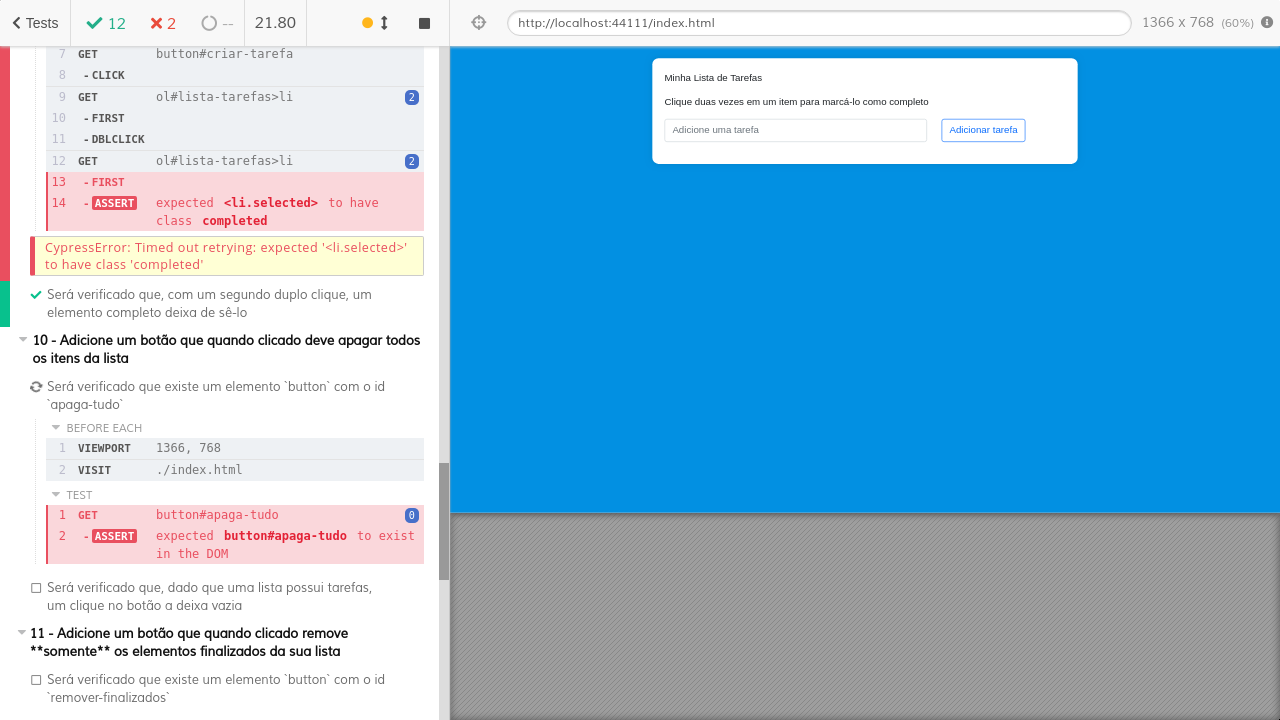 Tests
12
2
--
21.80
http://localhost:44111/index.html
1366 x 768 (60%)
7 GET button#criar-tarefa
8 - CLICK
9 GET ol#lista-tarefas>li 2
10 - FIRST
11 - DBLCLICK
12 GET ol#lista-tarefas>li 2
13 - FIRST
14 - ASSERT expected <li.selected> to have
class completed
CypressError: Timed out retrying: expected '<li.selected>'
to have class 'completed'
Será verificado que, com um segundo duplo clique, um
elemento completo deixa de sê-lo
10 - Adicione um botão que quando clicado deve apagar todos
os itens da lista
Será verificado que existe um elemento `button` com o id
`apaga-tudo`
BEFORE EACH
1 VIEWPORT 1366, 768
2 VISIT ./index.html
TEST
1 GET button#apaga-tudo 0
2 - ASSERT expected button#apaga-tudo to exist
in the DOM
Será verificado que, dado que uma lista possui tarefas,
um clique no botão a deixa vazia
11 - Adicione um botão que quando clicado remove
**somente** os elementos finalizados da sua lista
Será verificado que existe um elemento `button` com o id
`remover-finalizados`
Minha Lista de Tarefas
Clique duas vezes em um item para marcá-lo como completo
Adicione uma tarefa
Adicionar tarefa